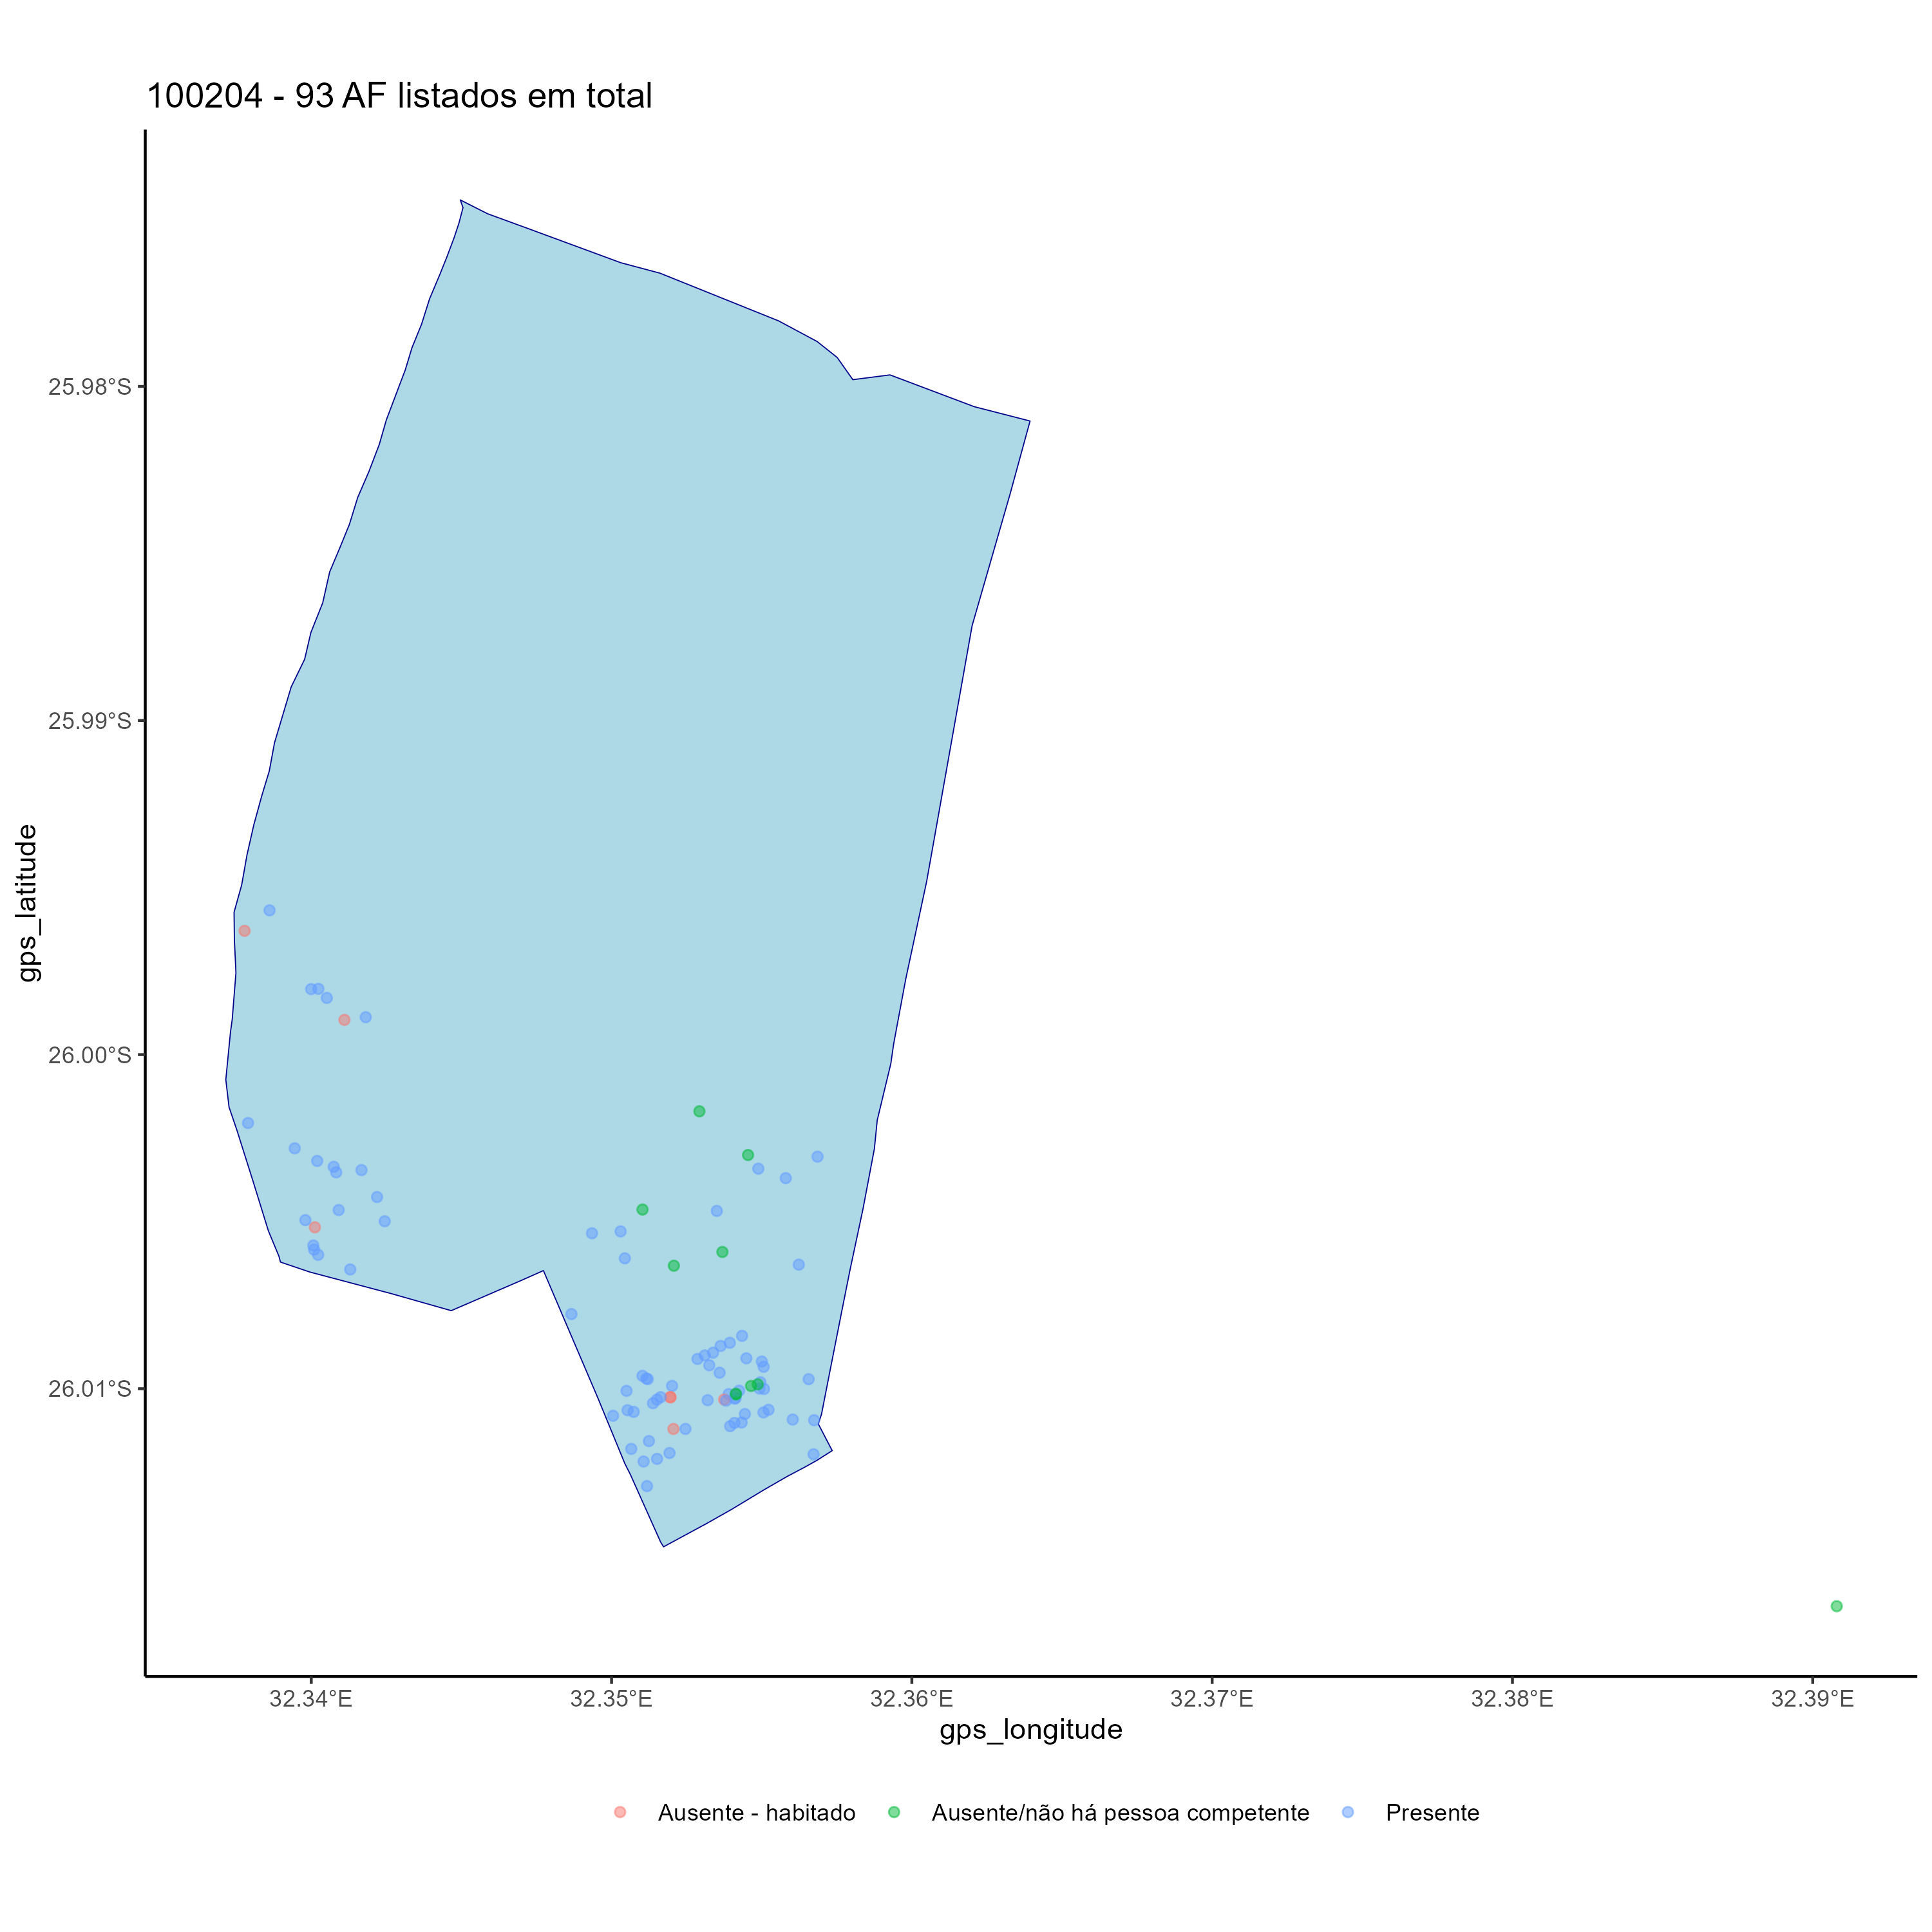 100204 - 93 AF listados em total
gps_latitude
25.98°S
25.99°S
26.00°S
26.01°S
32.34°E 32.35°E 32.36°E 32.37°E 32.38°E 32.39°E
gps_longitude
Ausente - habitado Ausente/não há pessoa competente Presente